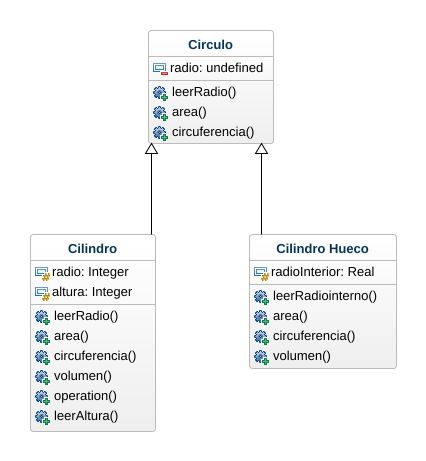 Circulo
radio: undefined
leerRadio()
area()
circuferencia()
Cilindro
radio: Integer
altura: Integer
leerRadio()
area()
circuferencia()
volumen()
operation()
leerAltura()
Cilindro Hueco
radioInterior: Real
leerRadiointerno()
area()
circuferencia()
volumen()